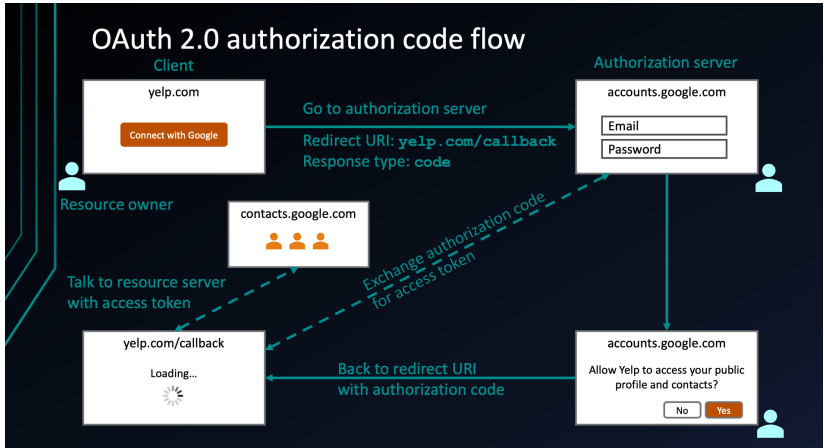 OAuth 2.0 authorization code flow
Client
Authorization server
yelp.com
Connect with Google
Go to authorization server
Redirect URI: yelp.com/callback
Response type: code
accounts.google.com
Email
Password
Resource owner
contacts.google.com
Exchange authorization code
for access token
Talk to resource server
with access token
yelp.com/callback
Loading...
Back to redirect URI
with authorization code
accounts.google.com
Allow Yelp to access your public
profile and contacts?
No
Yes